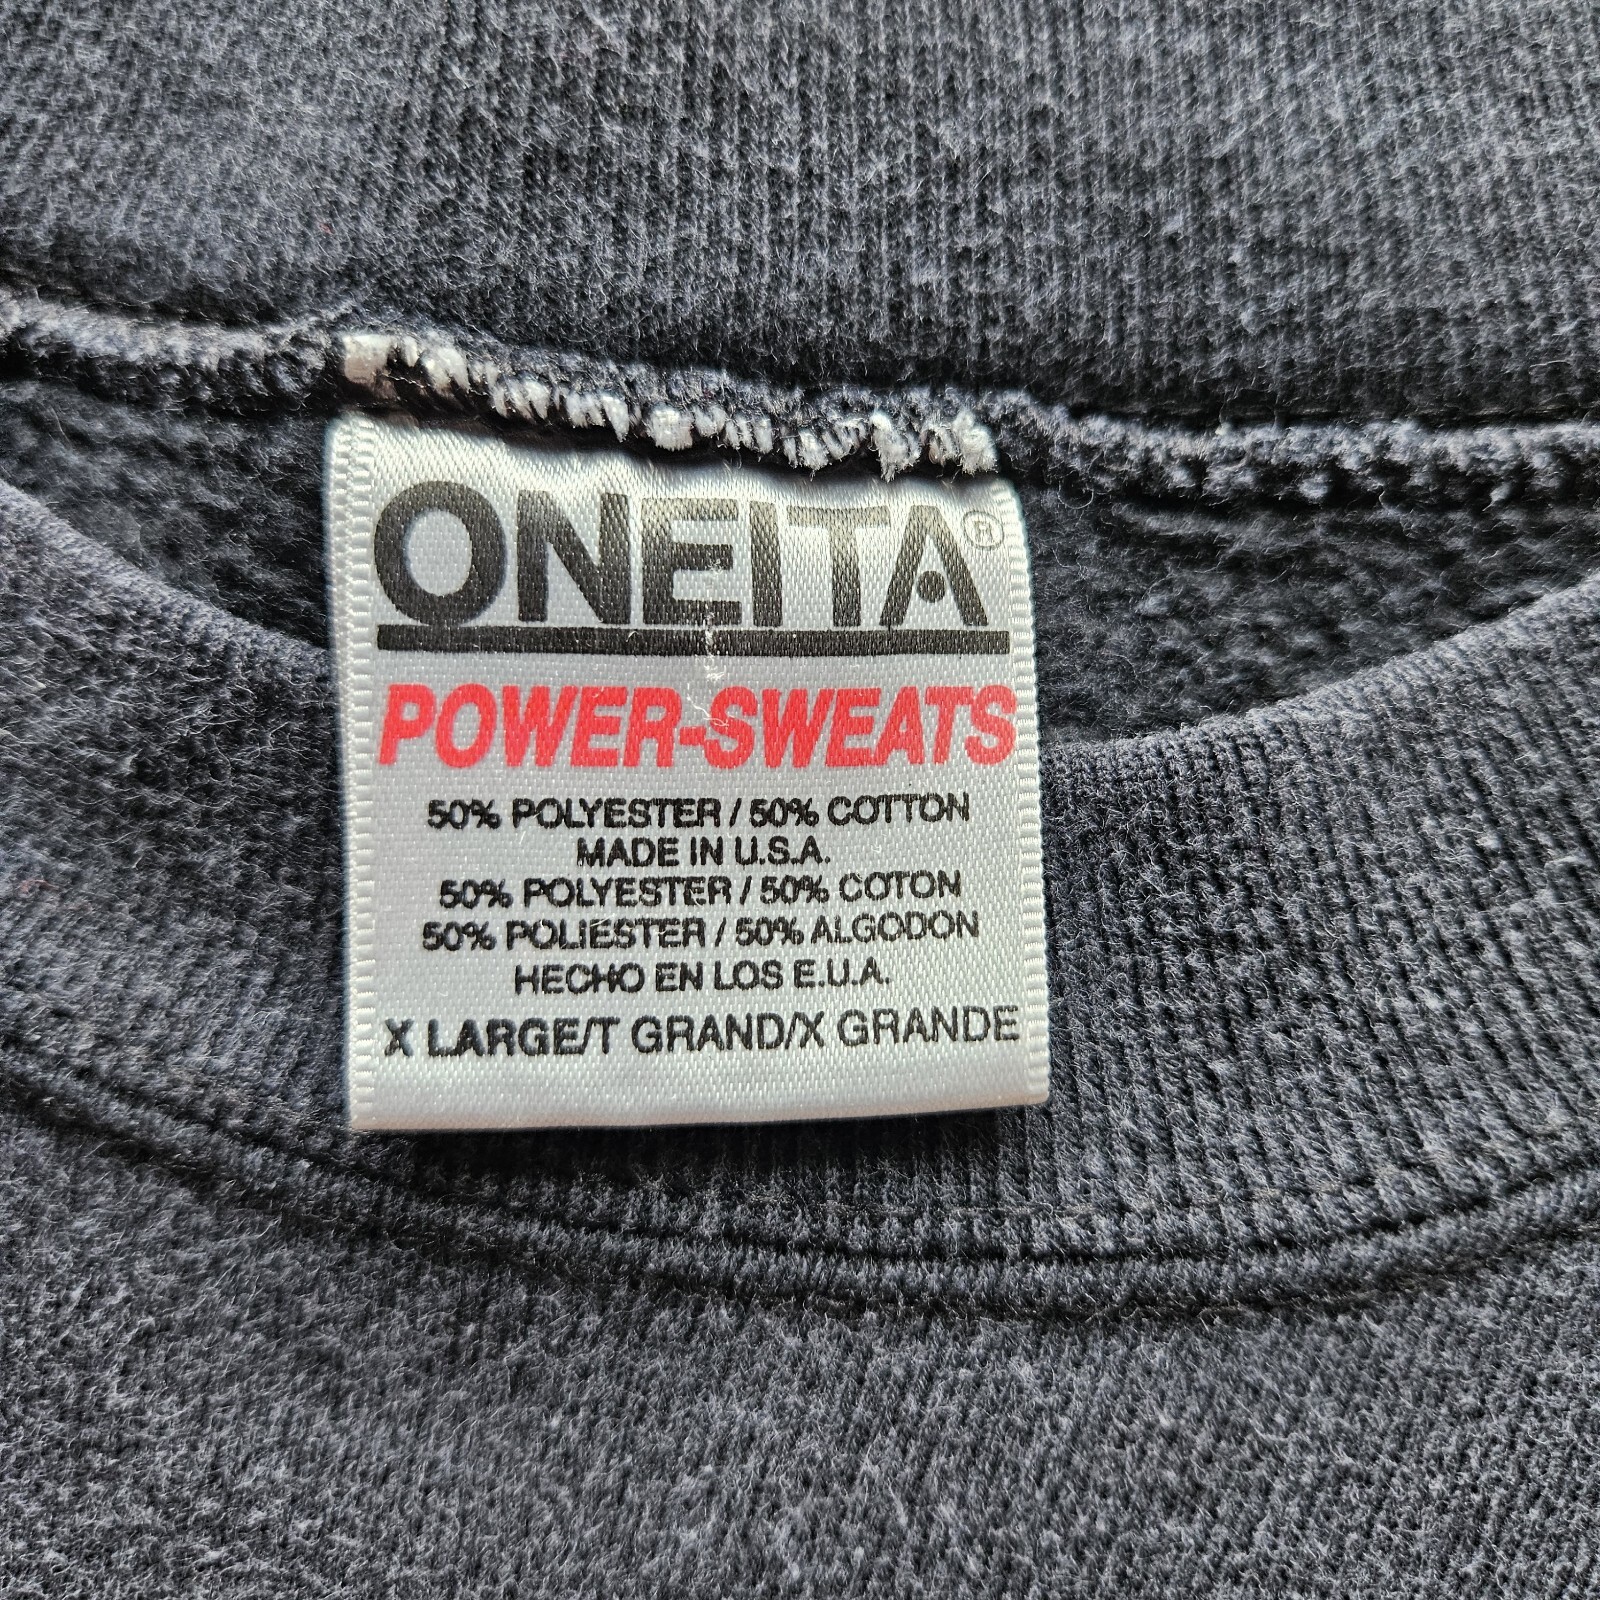 ONEITA®
POWER-SWEATS
50% POLYESTER / 50% COTTON
MADE IN U.S.A.
50% POLYESTER / 50% COTON
50% POLIESTER / 50% ALGODON
HECHO EN LOS E.U.A.
X LARGE/T GRAND/X GRANDE